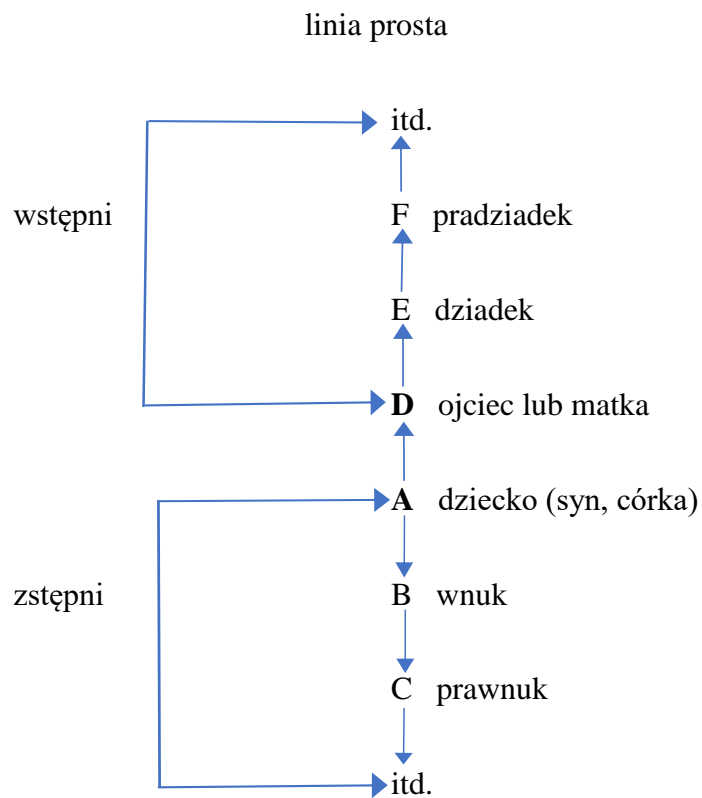 linia prosta
itd.
wstępni
F pradziadek
E dziadek
D ojciec lub matka
A dziecko (syn, córka)
zstępni
B wnuk
C prawnuk
itd.